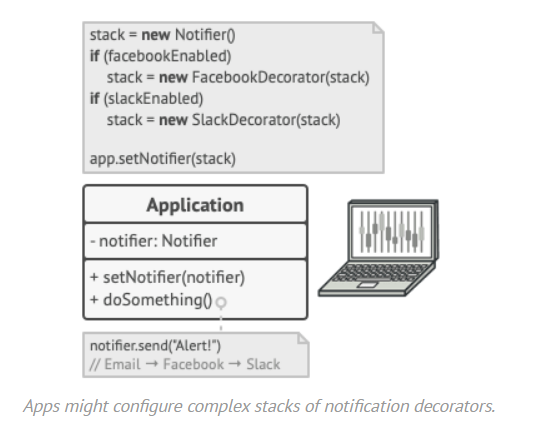 stack = new Notifier()
if (facebookEnabled)
stack = new FacebookDecorator(stack)
if (slackEnabled)
stack = new SlackDecorator(stack)
app.setNotifier(stack)
Application
- notifier: Notifier
+ setNotifier(notifier)
+ doSomething()
notifier.send("Alert!")
// Email → Facebook → Slack
Apps might configure complex stacks of notification decorators.